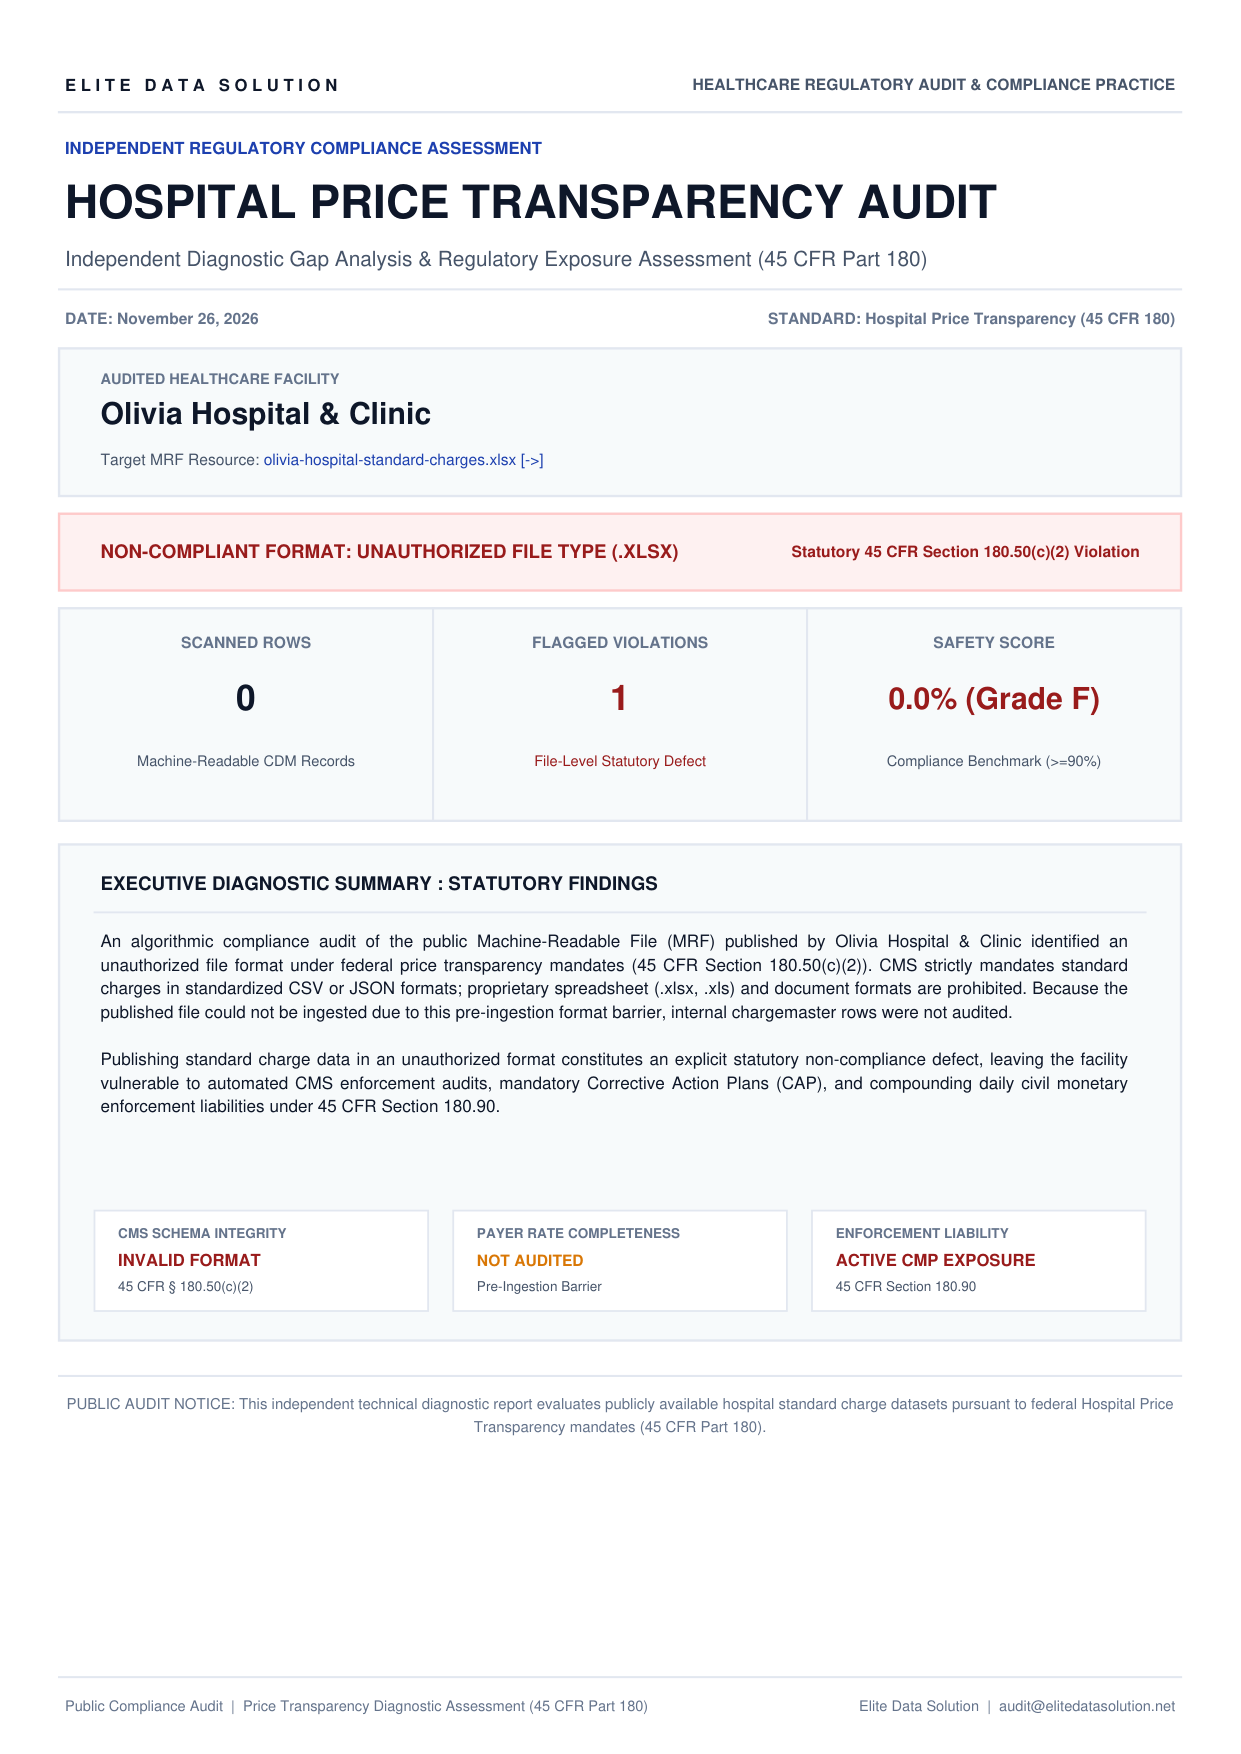 ELITE DATA SOLUTION
HEALTHCARE REGULATORY AUDIT & COMPLIANCE PRACTICE
INDEPENDENT REGULATORY COMPLIANCE ASSESSMENT
HOSPITAL PRICE TRANSPARENCY AUDIT
Independent Diagnostic Gap Analysis & Regulatory Exposure Assessment (45 CFR Part 180)
DATE: November 26, 2026
STANDARD: Hospital Price Transparency (45 CFR 180)
AUDITED HEALTHCARE FACILITY
Olivia Hospital & Clinic
Target MRF Resource: olivia-hospital-standard-charges.xlsx [->]
NON-COMPLIANT FORMAT: UNAUTHORIZED FILE TYPE (.XLSX)
Statutory 45 CFR Section 180.50(c)(2) Violation
SCANNED ROWS
0
Machine-Readable CDM Records
FLAGGED VIOLATIONS
1
File-Level Statutory Defect
SAFETY SCORE
0.0% (Grade F)
Compliance Benchmark (>=90%)
EXECUTIVE DIAGNOSTIC SUMMARY : STATUTORY FINDINGS
An algorithmic compliance audit of the public Machine-Readable File (MRF) published by Olivia Hospital & Clinic identified an
unauthorized file format under federal price transparency mandates (45 CFR Section 180.50(c)(2)). CMS strictly mandates standard
charges in standardized CSV or JSON formats; proprietary spreadsheet (.xlsx, .xls) and document formats are prohibited. Because the
published file could not be ingested due to this pre-ingestion format barrier, internal chargemaster rows were not audited.
Publishing standard charge data in an unauthorized format constitutes an explicit statutory non-compliance defect, leaving the facility
vulnerable to automated CMS enforcement audits, mandatory Corrective Action Plans (CAP), and compounding daily civil monetary
enforcement liabilities under 45 CFR Section 180.90.
CMS SCHEMA INTEGRITY
INVALID FORMAT
45 CFR § 180.50(c)(2)
PAYER RATE COMPLETENESS
NOT AUDITED
Pre-Ingestion Barrier
ENFORCEMENT LIABILITY
ACTIVE CMP EXPOSURE
45 CFR Section 180.90
PUBLIC AUDIT NOTICE: This independent technical diagnostic report evaluates publicly available hospital standard charge datasets pursuant to federal Hospital Price
Transparency mandates (45 CFR Part 180).
Public Compliance Audit | Price Transparency Diagnostic Assessment (45 CFR Part 180)
Elite Data Solution | audit@elitedatasolution.net